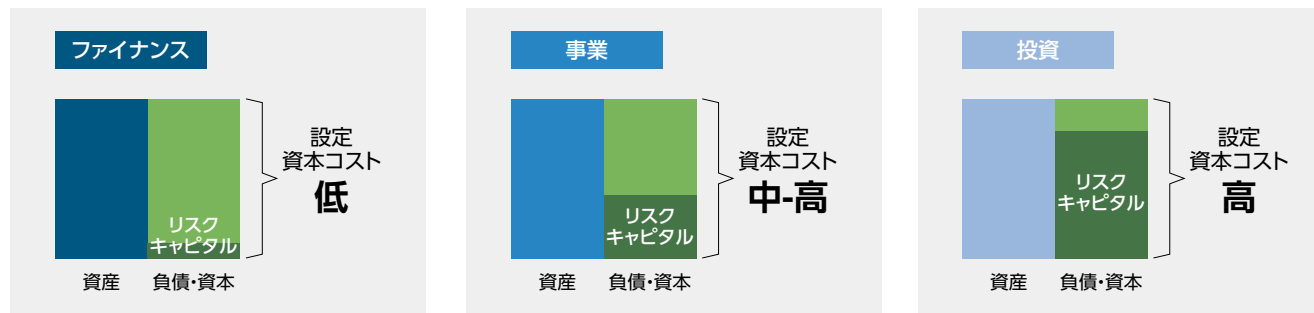 ファイナンス
設定
資本コスト
低
リスク
キャピタル
資産 負債・資本
事業
設定
資本コスト
中-高
リスク
キャピタル
資産 負債・資本
投資
設定
資本コスト
高
リスク
キャピタル
資産 負債・資本